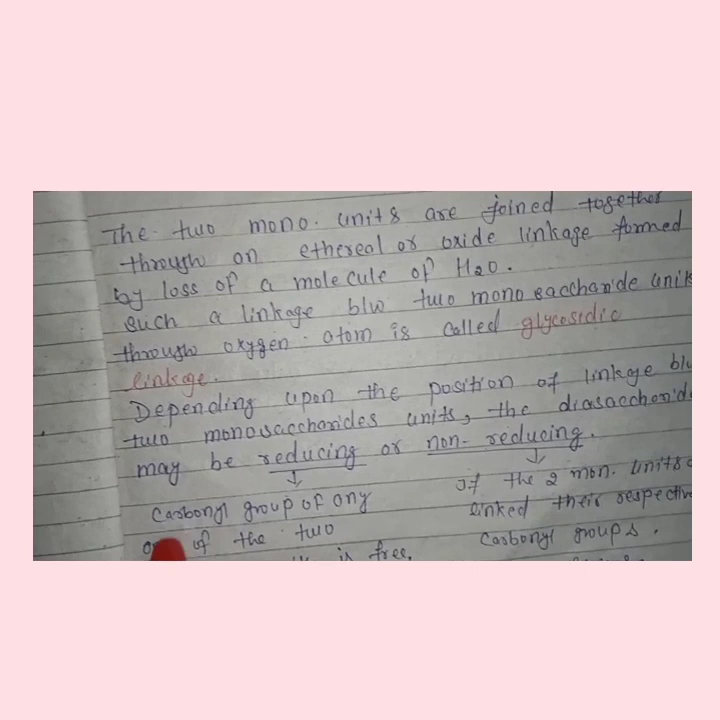 The two mono. units are joined together
through an ethereal or oxide linkage formed
by loss of a molecule of H2O.
Such a linkage b/w two monosaccharide units
through oxygen atom is called glycosidic
linkage.
Depending upon the position of linkage b/w
two monosaccharides units, the disaccharide
may be reducing or non-reducing.
↓ ↓
Carbonyl group of any
of the two
is free.
If the 2 mon. units
linked their respective
carbonyl groups.